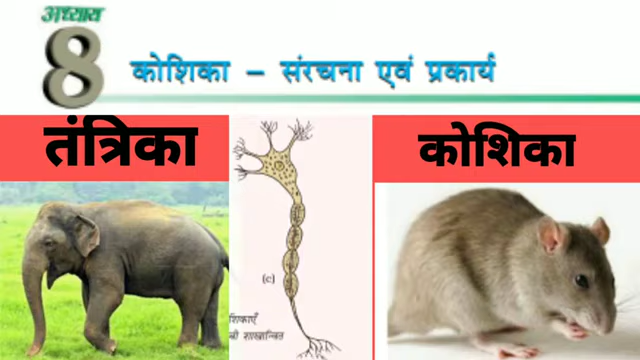 अध्याय
8
कोशिका – संरचना एवं प्रकार्य
तंत्रिका
कोशिका
(c)
शिकाएँ
बी शाखान्वित